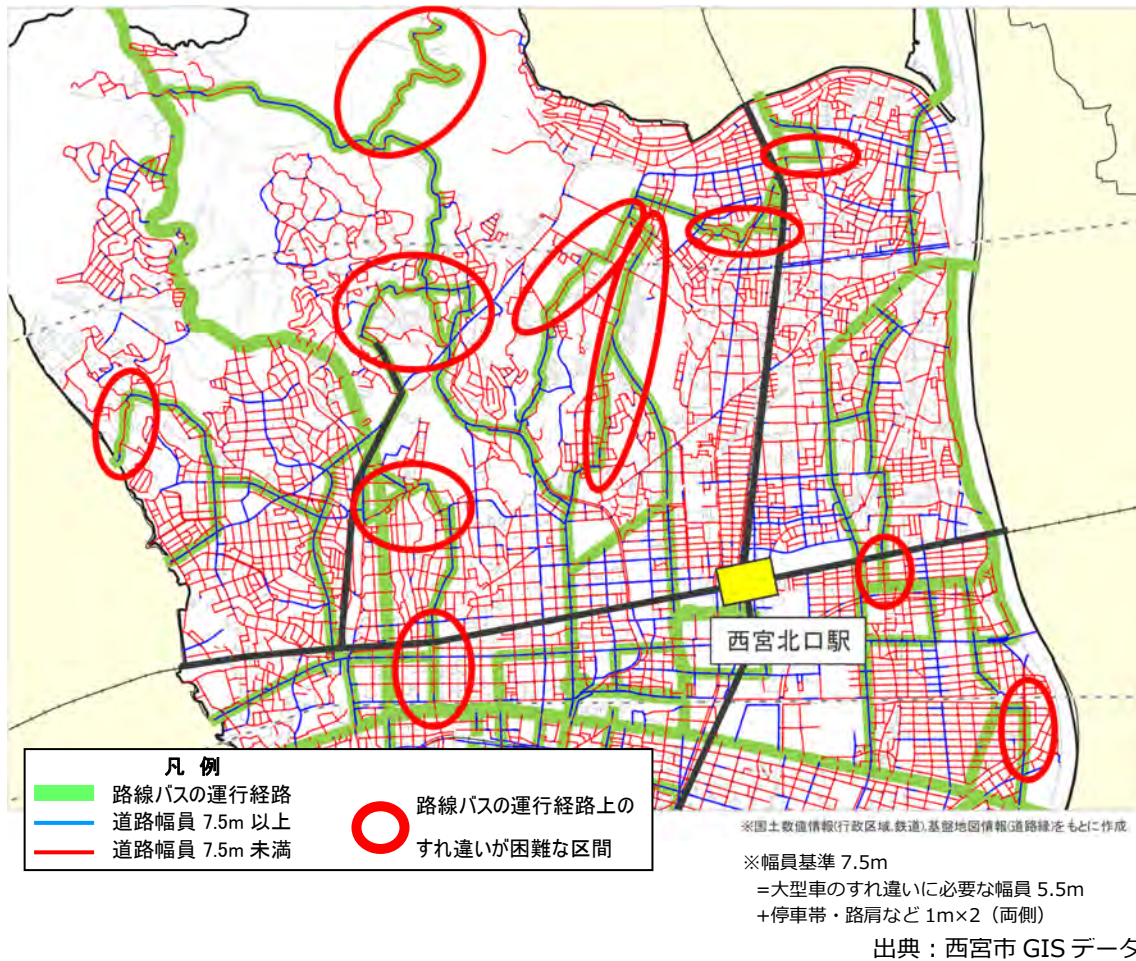 西宮北口駅
凡 例
路線バスの運行経路
道路幅員 7.5m 以上
道路幅員 7.5m 未満
路線バスの運行経路上の
すれ違いが困難な区間
※国土数値情報(行政区域、鉄道)、基盤地図情報(道路縁)をもとに作成
※幅員基準 7.5m
=大型車のすれ違いに必要な幅員 5.5m
+停車帯・路肩など 1m×2（両側）
出典：西宮市 GIS データ